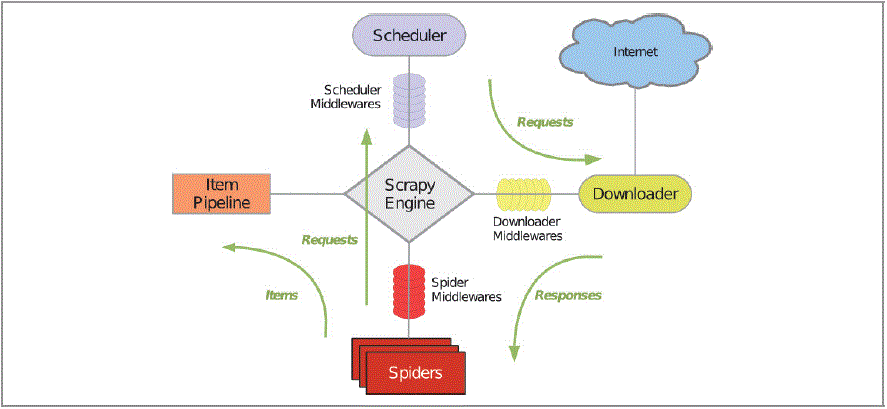 Scheduler
Internet
Scheduler
Middlewares
Requests
Item
Pipeline
Scrapy
Engine
Downloader
Downloader
Middlewares
Requests
Items
Spider
Middlewares
Responses
Spiders